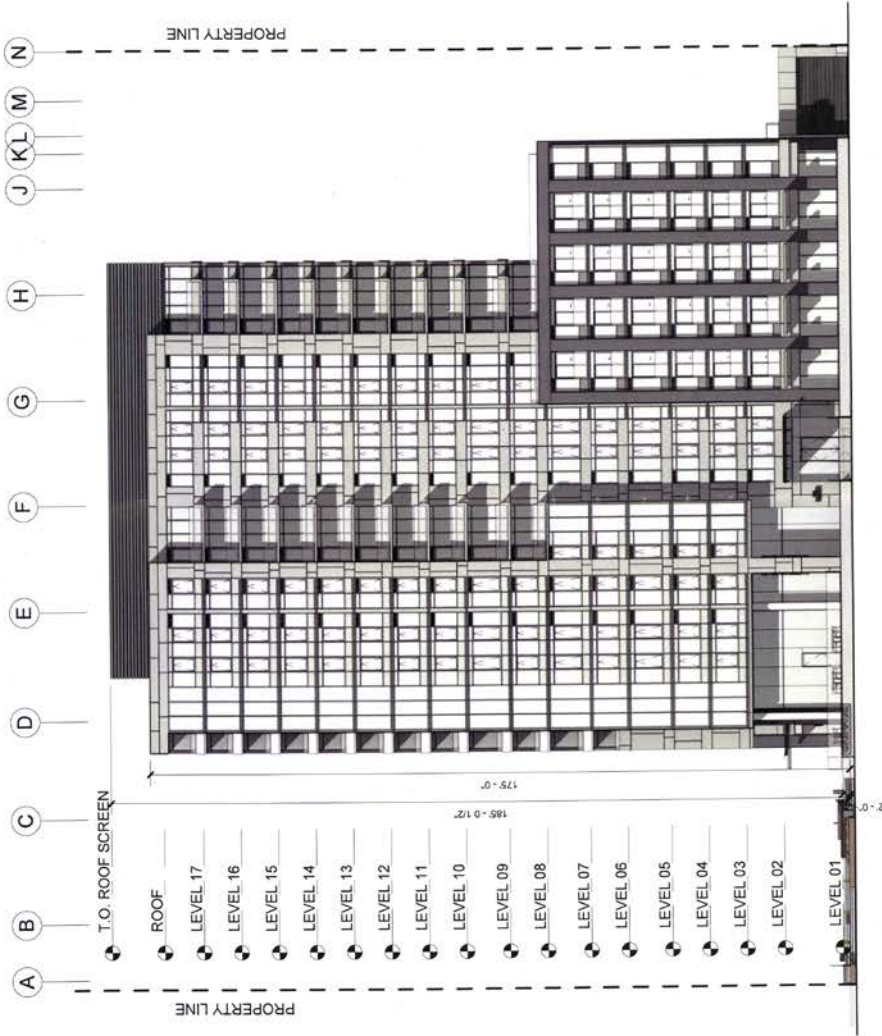 N
M
L
K
J
H
G
F
E
D
C
B
A
PROPERTY LINE
PROPERTY LINE
T.O. ROOF SCREEN
ROOF
LEVEL 17
LEVEL 16
LEVEL 15
LEVEL 14
LEVEL 13
LEVEL 12
LEVEL 11
LEVEL 10
LEVEL 09
LEVEL 08
LEVEL 07
LEVEL 06
LEVEL 05
LEVEL 04
LEVEL 03
LEVEL 02
LEVEL 01
175' - 0"
185' - 0 1/2"
2' - 0"